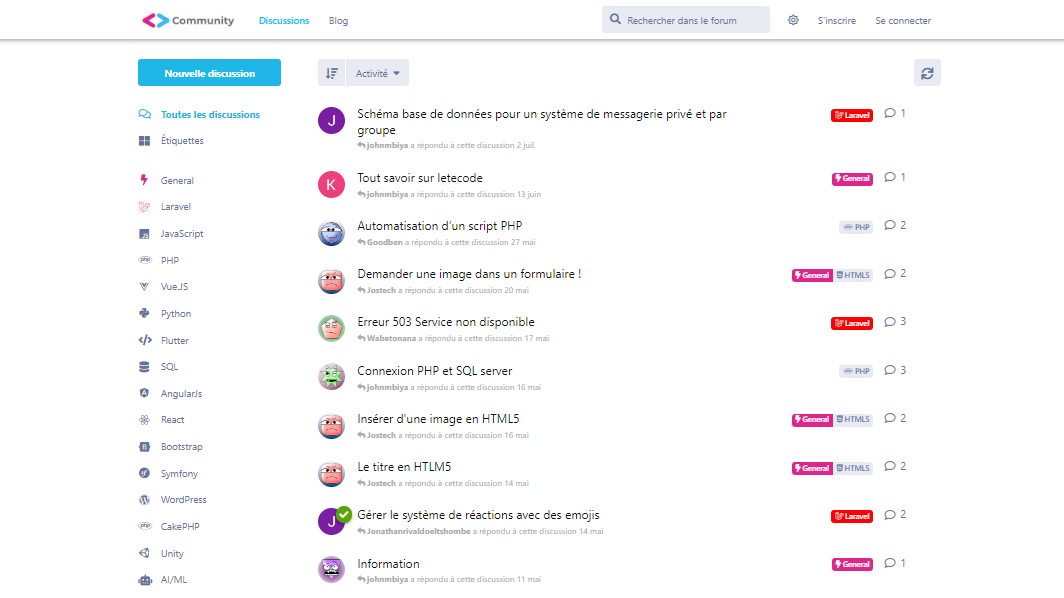 Community
Discussions
Blog
Rechercher dans le forum
S'inscrire
Se connecter
Nouvelle discussion
Toutes les discussions
Étiquettes
General
Laravel
JavaScript
PHP
VueJS
Python
Flutter
SQL
AngularJs
React
Bootstrap
Symfony
WordPress
CakePHP
Unity
AI/ML
Activité
Schéma base de données pour un système de messagerie privé et par
groupe
johnmbiya a répondu à cette discussion 2 juil.
Laravel
1
Tout savoir sur letecode
johnmbiya a répondu à cette discussion 13 juin
General
1
Automatisation d'un script PHP
Goodben a répondu à cette discussion 27 mai
PHP
2
Demander une image dans un formulaire !
Jostech a répondu à cette discussion 20 mai
General HTML5
2
Erreur 503 Service non disponible
Wabetonana a répondu à cette discussion 17 mai
Laravel
3
Connexion PHP et SQL server
johnmbiya a répondu à cette discussion 16 mai
PHP
3
Insérer d'une image en HTML5
Jostech a répondu à cette discussion 16 mai
General HTML5
2
Le titre en HTLM5
Jostech a répondu à cette discussion 14 mai
General HTML5
2
Gérer le système de réactions avec des emojis
Jonathanrivaldoeltshombe a répondu à cette discussion 14 mai
Laravel
2
Information
johnmbiya a répondu à cette discussion 11 mai
General
1
J
K
J